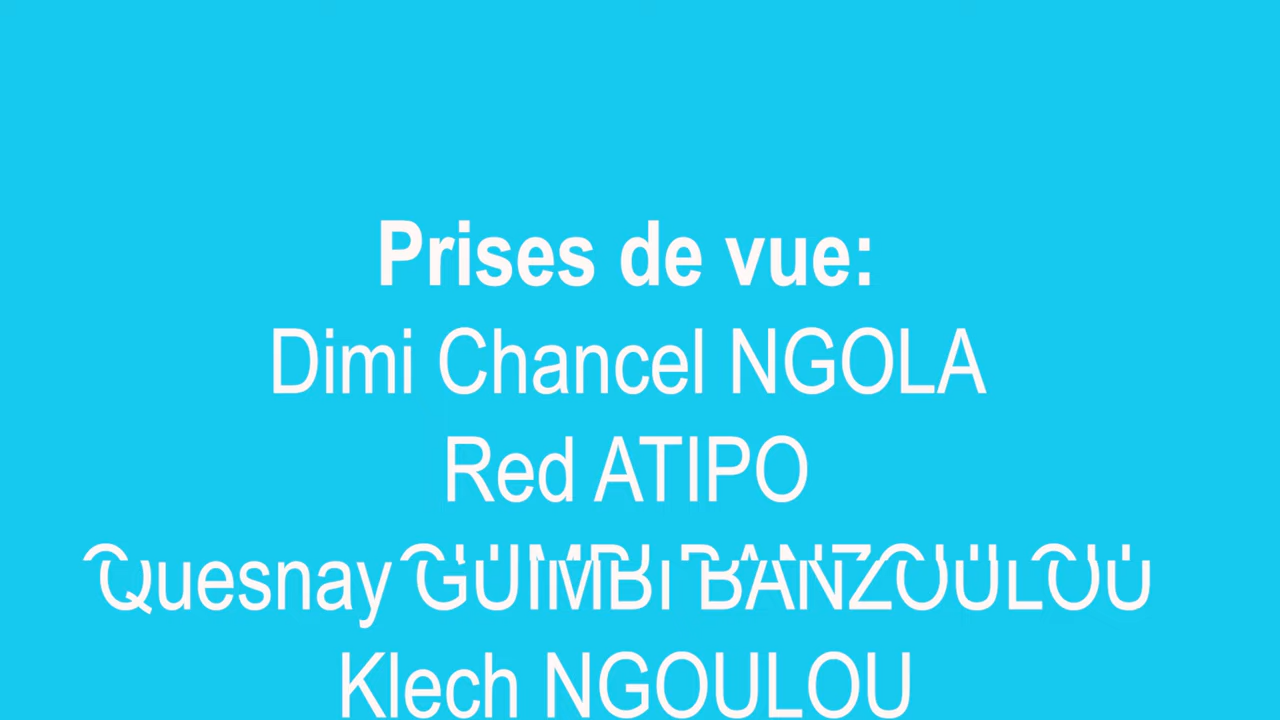 Prises de vue:
Dimi Chancel NGOLA
Red ATIPO
Quesnay GUIMBI BANZOULOU
Klech NGOULOU